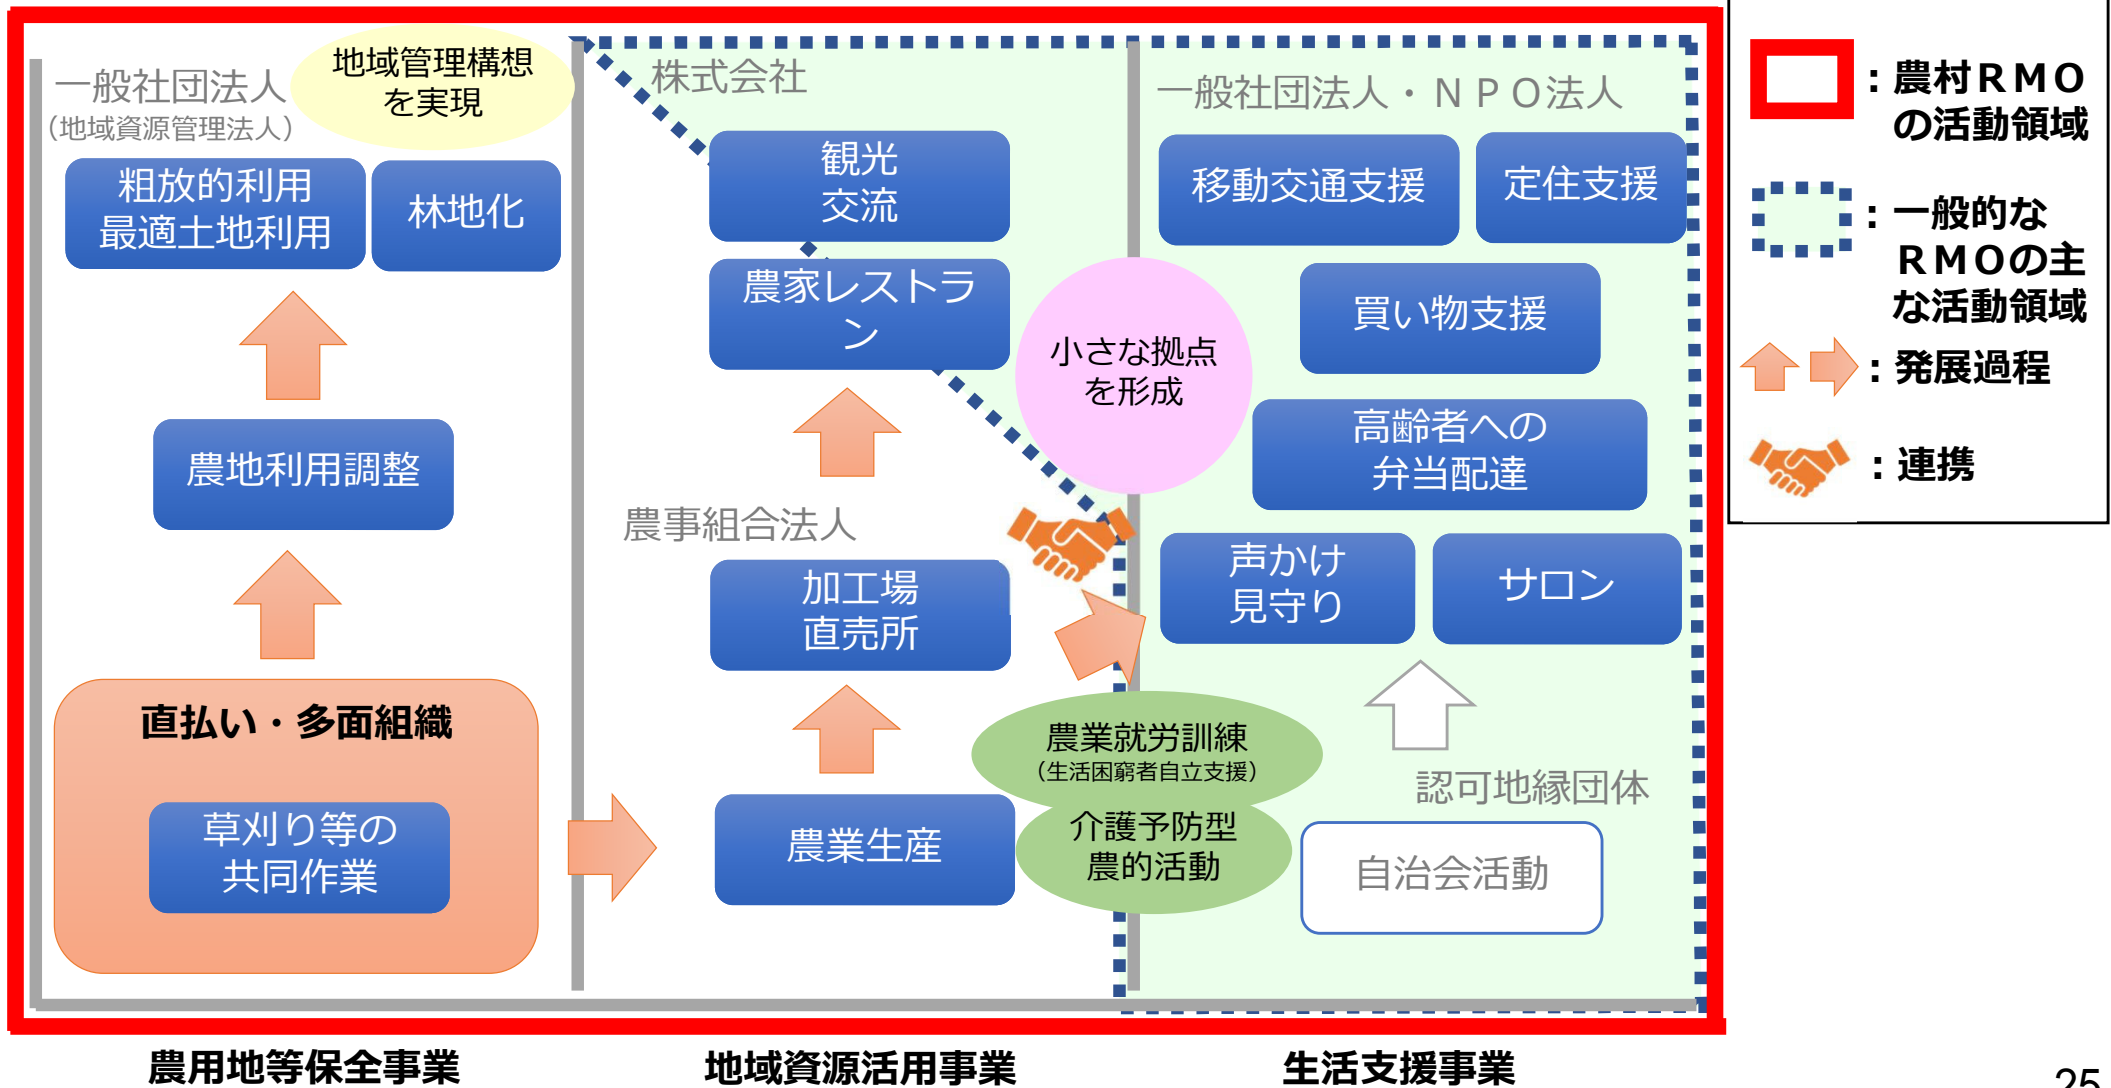 一般社団法人
（地域資源管理法人）
地域管理構想
を実現
粗放的利用
最適土地利用
林地化
農地利用調整
直払い・多面組織
草刈り等の
共同作業
株式会社
観光
交流
農家レストラ
ン
農事組合法人
加工場
直売所
農業生産
小さな拠点
を形成
農業就労訓練
（生活困窮者自立支援）
介護予防型
農的活動
一般社団法人・ＮＰＯ法人
移動交通支援
定住支援
買い物支援
高齢者への
弁当配達
声かけ
見守り
サロン
認可地縁団体
自治会活動
農用地等保全事業
地域資源活用事業
生活支援事業
：農村ＲＭＯ
の活動領域
：一般的な
ＲＭＯの主
な活動領域
：発展過程
：連携
25